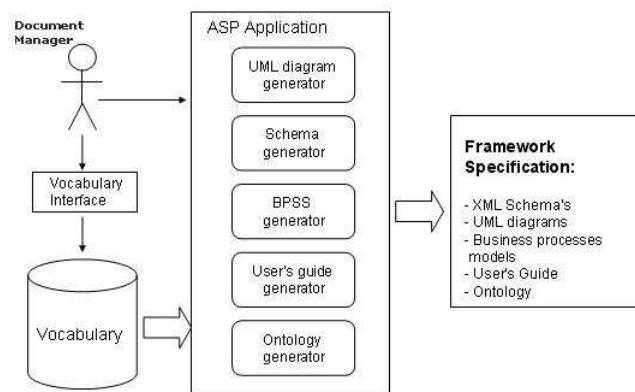 Document
Manager
Vocabulary
Interface
Vocabulary
ASP Application
UML diagram
generator
Schema
generator
BPSS
generator
User's guide
generator
Ontology
generator
Framework
Specification:
- XML Schema's
- UML diagrams
- Business processes
models
- User's Guide
- Ontology